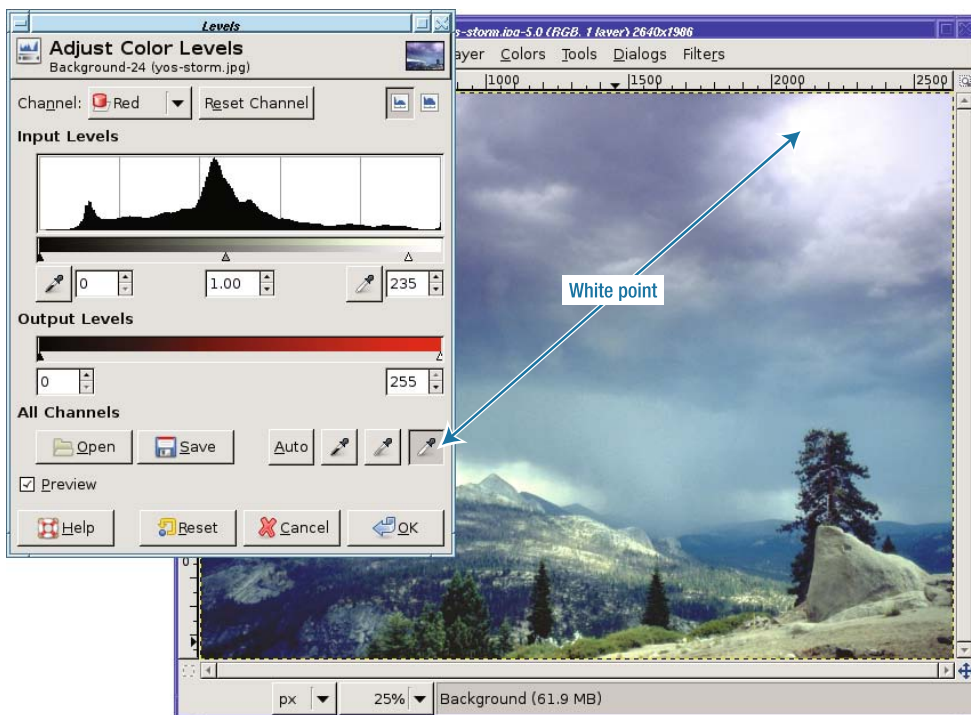 Levels
Adjust Color Levels
Background-24 (yos-storm.jpg)
Channel: Red Reset Channel
Input Levels
0 1.00 235
Output Levels
0 255
All Channels
Open Save Auto
Preview
Help Reset Cancel OK
s-storm.jpg-5.0 (RGB, 1 layer) 2640x1986
ayer Colors Tools Dialogs Filters
1000 1500 2000 2500
White point
0
px 25% Background (61.9 MB)